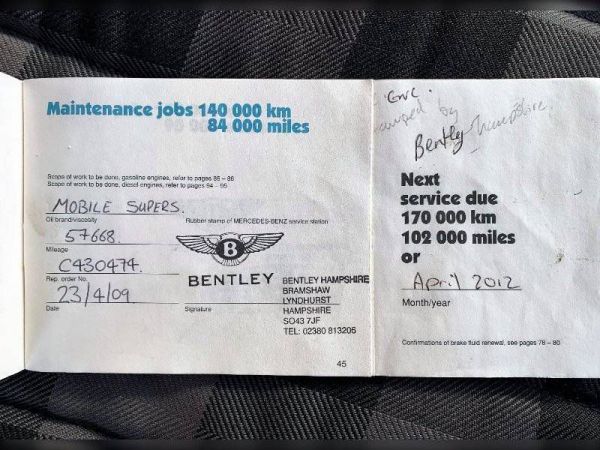 Maintenance jobs 140 000 km
84 000 miles
Scope of work to be done, gasoline engines, refer to pages 86 – 88
Scope of work to be done, diesel engines, refer to pages 94 – 95
MOBILE SUPERS.
Oil brand/viscosity
Rubber stamp of MERCEDES-BENZ service station
57668.
Mileage
C430474.
Rep. order No.
23/4/09
Date
Signature
B
BENTLEY
BENTLEY HAMPSHIRE
BRAMSHAW
LYNDHURST
HAMPSHIRE
SO43 7JF
TEL: 02380 813206
45
by
Bentley Hampshire.
Next
service due
170 000 km
102 000 miles
or
April 2012
Month/year
Confirmations of brake fluid renewal, see pages 78 – 80